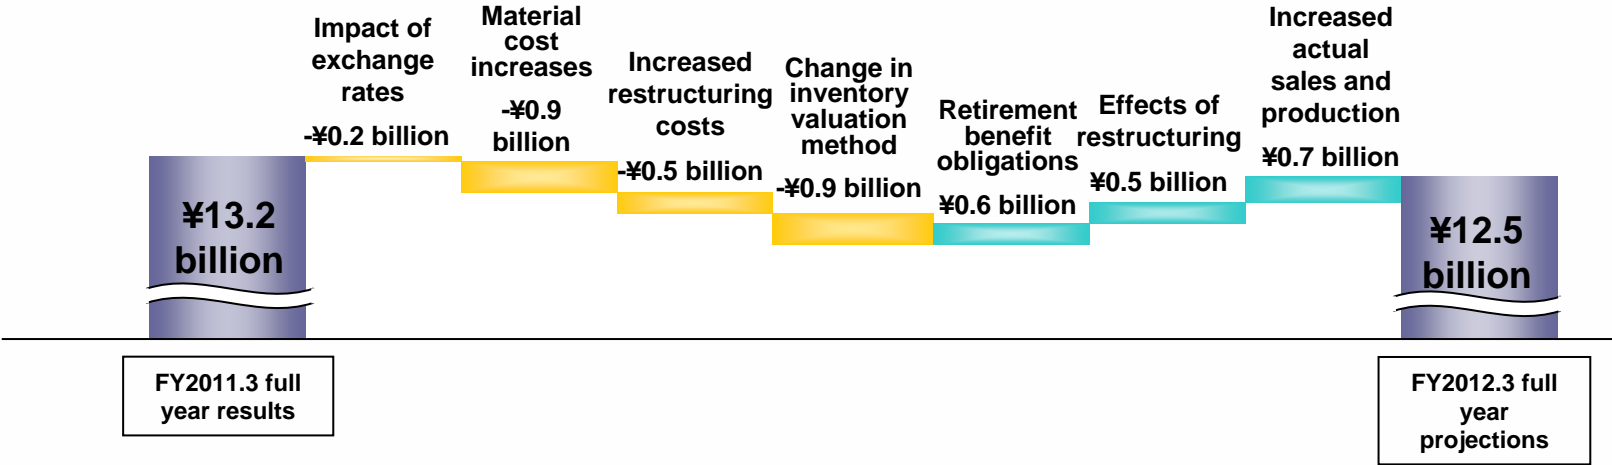 Impact of
exchange
rates
-¥0.2 billion
Material
cost
increases
-¥0.9
billion
Increased
restructuring
costs
-¥0.5 billion
Change in
inventory
valuation
method
-¥0.9 billion
Retirement
benefit
obligations
¥0.6 billion
Effects of
restructuring
¥0.5 billion
Increased
actual
sales and
production
¥0.7 billion
¥13.2
billion
¥12.5
billion
FY2011.3 full
year results
FY2012.3 full
year
projections